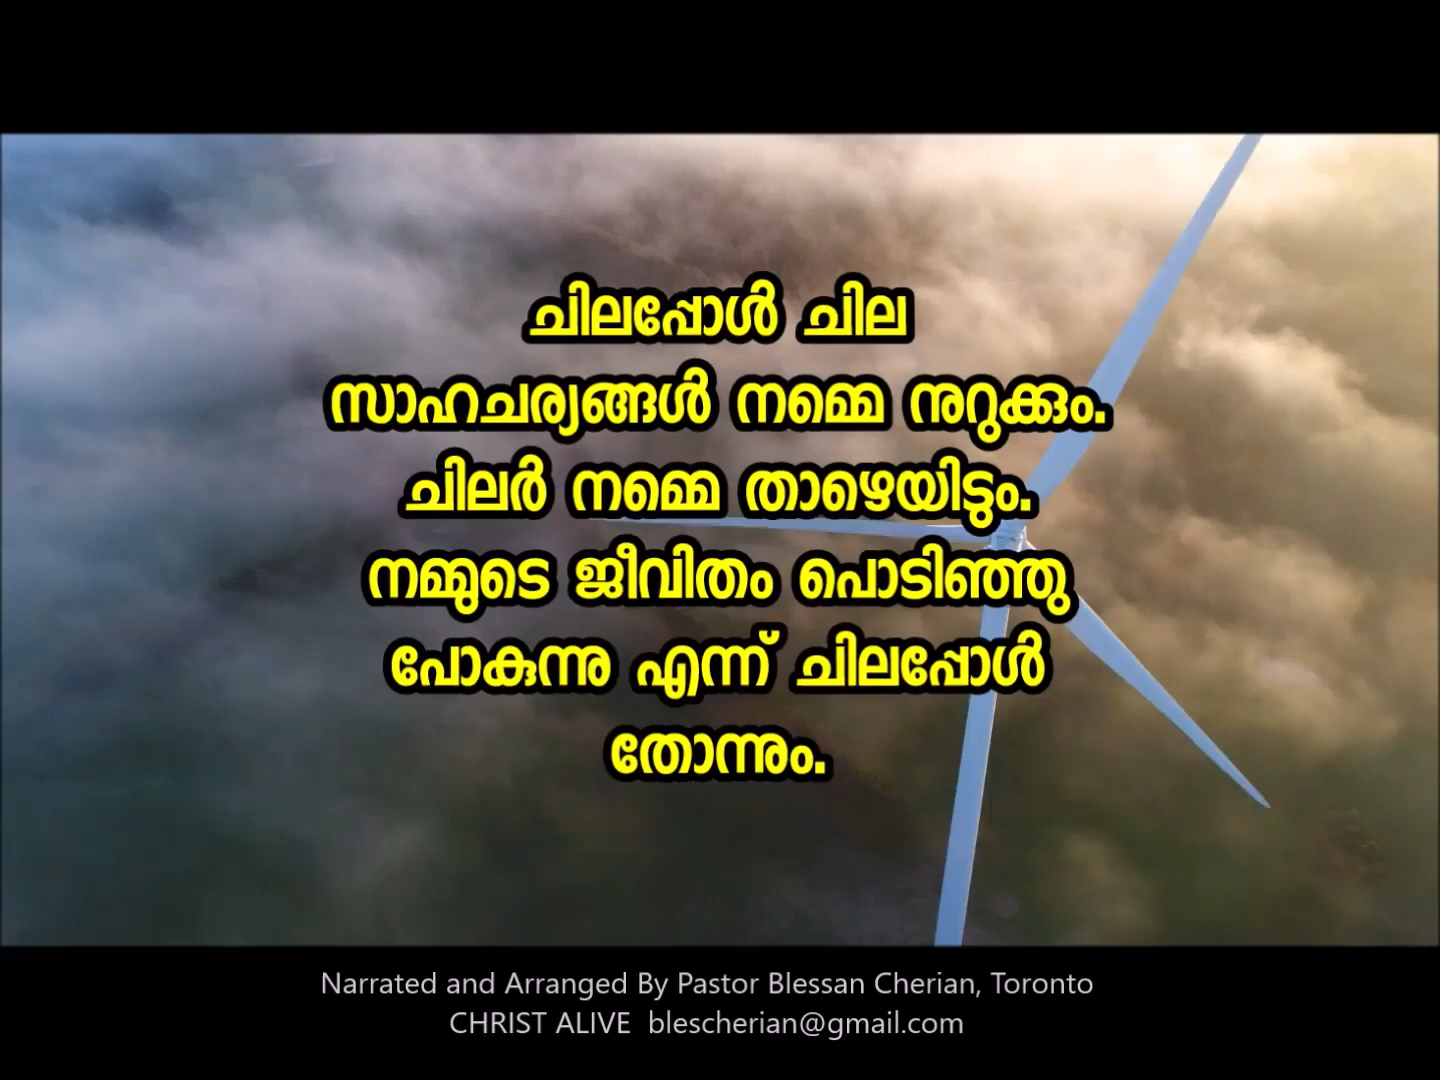 ചിലപ്പോൾ ചില
സാഹചര്യങ്ങൾ നമ്മെ നുറുക്കും.
ചിലർ നമ്മെ താഴെയിടും.
നമ്മുടെ ജീവിതം പൊടിഞ്ഞു
പോകുന്നു എന്ന് ചിലപ്പോൾ
തോന്നും.
Narrated and Arranged By Pastor Blessan Cherian, Toronto
CHRIST ALIVE  blescherian@gmail.com